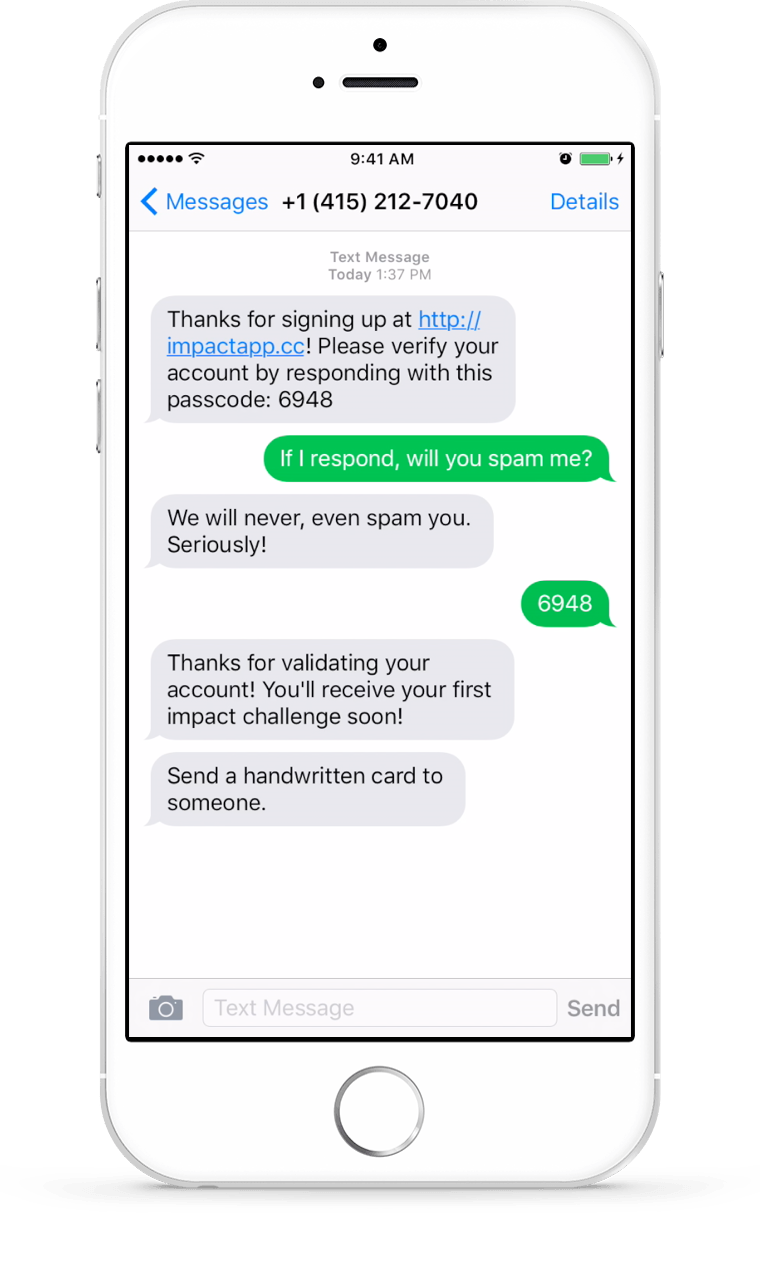 9:41 AM
Messages +1 (415) 212-7040 Details
Text Message
Today 1:37 PM
Thanks for signing up at http://
impactapp.cc! Please verify your
account by responding with this
passcode: 6948
If I respond, will you spam me?
We will never, even spam you.
Seriously!
6948
Thanks for validating your
account! You'll receive your first
impact challenge soon!
Send a handwritten card to
someone.
Text Message Send